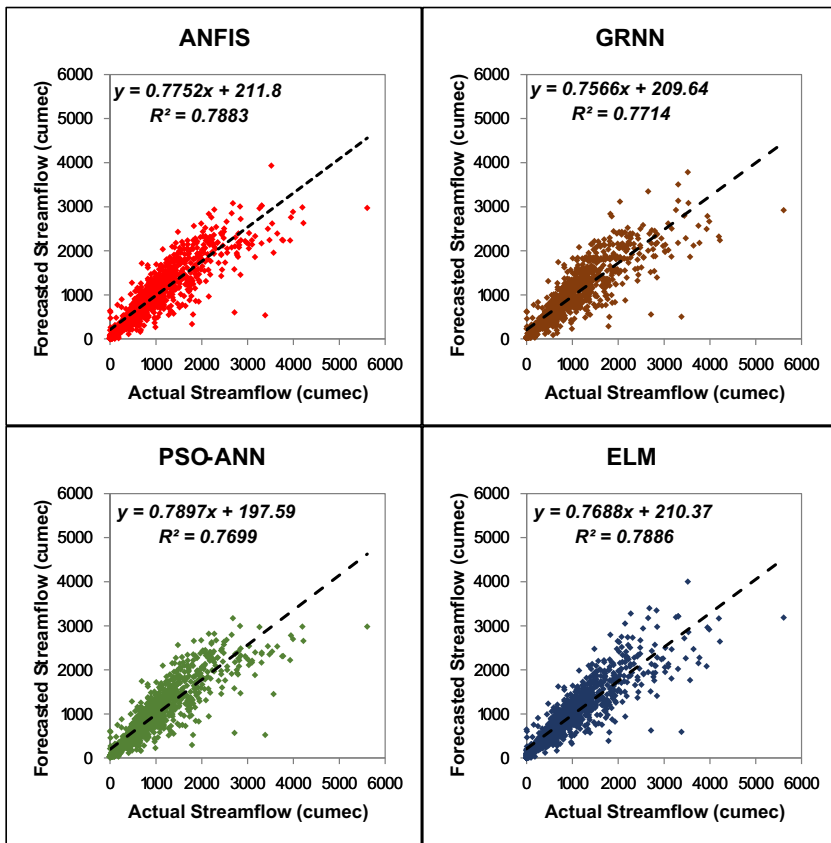 ANFIS
Forecasted Streamflow (cumec)
6000
5000
4000
3000
2000
1000
0
y = 0.7752x + 211.8
R² = 0.7883
0 1000 2000 3000 4000 5000 6000
Actual Streamflow (cumec)
GRNN
Forecasted Streamflow (cumec)
6000
5000
4000
3000
2000
1000
0
y = 0.7566x + 209.64
R² = 0.7714
0 1000 2000 3000 4000 5000 6000
Actual Streamflow (cumec)
PSO-ANN
Forecasted Streamflow (cumec)
6000
5000
4000
3000
2000
1000
0
y = 0.7897x + 197.59
R² = 0.7699
0 1000 2000 3000 4000 5000 6000
Actual Streamflow (cumec)
ELM
Forecasted Streamflow (cumec)
6000
5000
4000
3000
2000
1000
0
y = 0.7688x + 210.37
R² = 0.7886
0 1000 2000 3000 4000 5000 6000
Actual Streamflow (cumec)